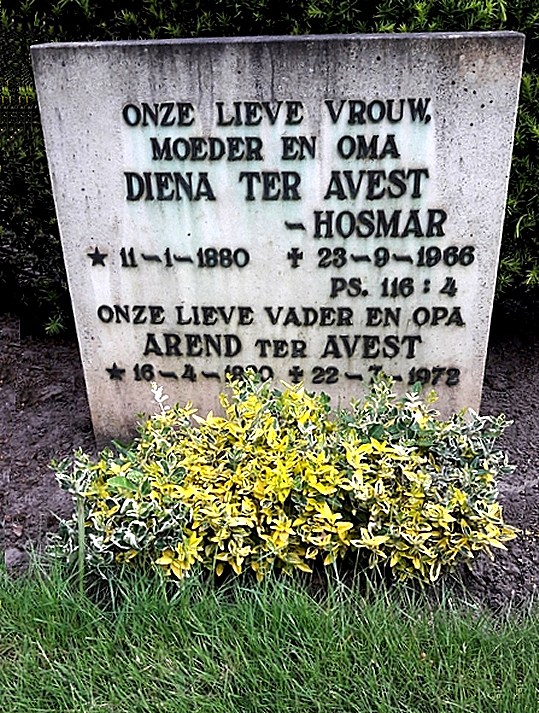 ONZE LIEVE VROUW,
MOEDER EN OMA
DIENA TER AVEST
-HOSMAR
★ 11-1-1880 ✝ 23-9-1966
PS. 116 : 4
ONZE LIEVE VADER EN OPA
AREND TER AVEST
★ 16-4- ✝ 22-7-1972